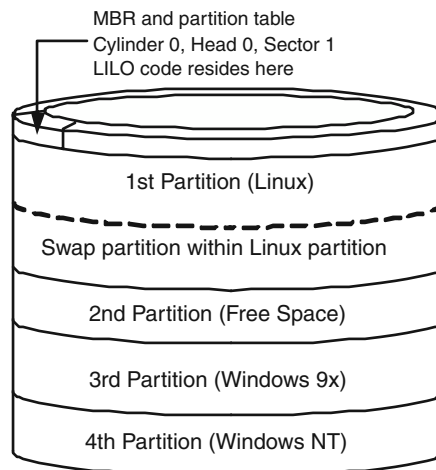 MBR and partition table
Cylinder 0, Head 0, Sector 1
LILO code resides here
1st Partition (Linux)
Swap partition within Linux partition
2nd Partition (Free Space)
3rd Partition (Windows 9x)
4th Partition (Windows NT)